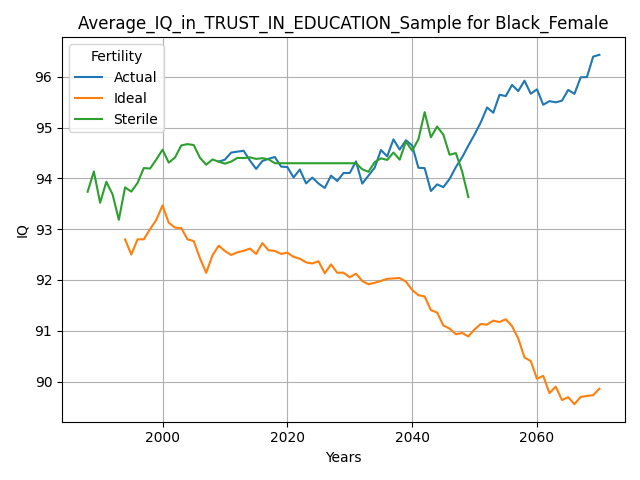 Average_IQ_in_TRUST_IN_EDUCATION_Sample for Black_Female
Fertility
Actual
Ideal
Sterile
96
95
94
93
92
91
90
IQ
2000
2020
2040
2060
Years